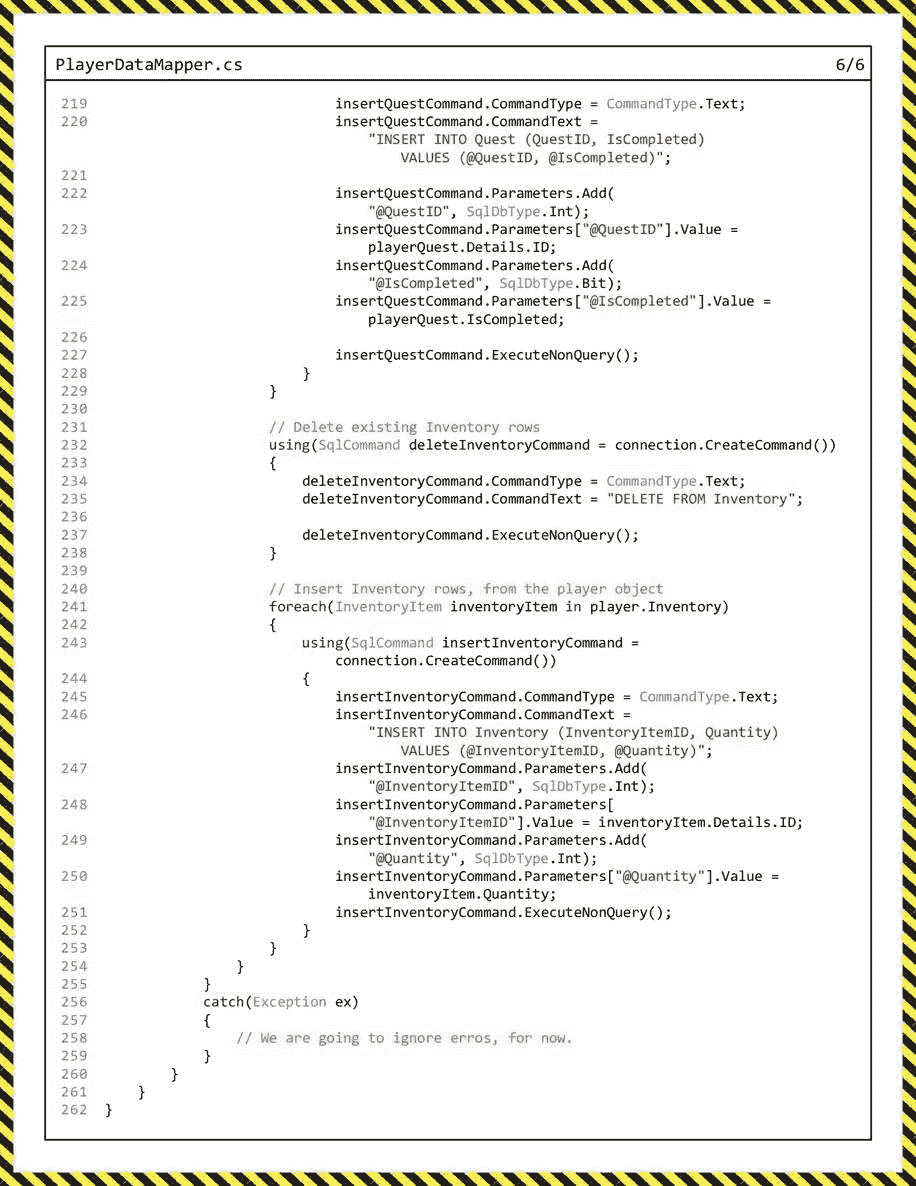 PlayerDataMapper.cs 6/6
219 insertQuestCommand.CommandType = CommandType.Text;
220 insertQuestCommand.CommandText =
"INSERT INTO Quest (QuestID, IsCompleted)
VALUES (@QuestID, @IsCompleted)";
221
222 insertQuestCommand.Parameters.Add(
"@QuestID", SqlDbType.Int);
223 insertQuestCommand.Parameters["@QuestID"].Value =
playerQuest.Details.ID;
224 insertQuestCommand.Parameters.Add(
"@IsCompleted", SqlDbType.Bit);
225 insertQuestCommand.Parameters["@IsCompleted"].Value =
playerQuest.IsCompleted;
226
227 insertQuestCommand.ExecuteNonQuery();
228 }
229 }
230
231 // Delete existing Inventory rows
232 using(SqlCommand deleteInventoryCommand = connection.CreateCommand())
233 {
234 deleteInventoryCommand.CommandType = CommandType.Text;
235 deleteInventoryCommand.CommandText = "DELETE FROM Inventory";
236
237 deleteInventoryCommand.ExecuteNonQuery();
238 }
239
240 // Insert Inventory rows, from the player object
241 foreach(InventoryItem inventoryItem in player.Inventory)
242 {
243 using(SqlCommand insertInventoryCommand =
connection.CreateCommand())
244 {
245 insertInventoryCommand.CommandType = CommandType.Text;
246 insertInventoryCommand.CommandText =
"INSERT INTO Inventory (InventoryItemID, Quantity)
VALUES (@InventoryItemID, @Quantity)";
247 insertInventoryCommand.Parameters.Add(
"@InventoryItemID", SqlDbType.Int);
248 insertInventoryCommand.Parameters[
"@InventoryItemID"].Value = inventoryItem.Details.ID;
249 insertInventoryCommand.Parameters.Add(
"@Quantity", SqlDbType.Int);
250 insertInventoryCommand.Parameters["@Quantity"].Value =
inventoryItem.Quantity;
251 insertInventoryCommand.ExecuteNonQuery();
252 }
253 }
254 }
255 }
256 catch(Exception ex)
257 {
258 // We are going to ignore erros, for now.
259 }
260 }
261 }
262 }